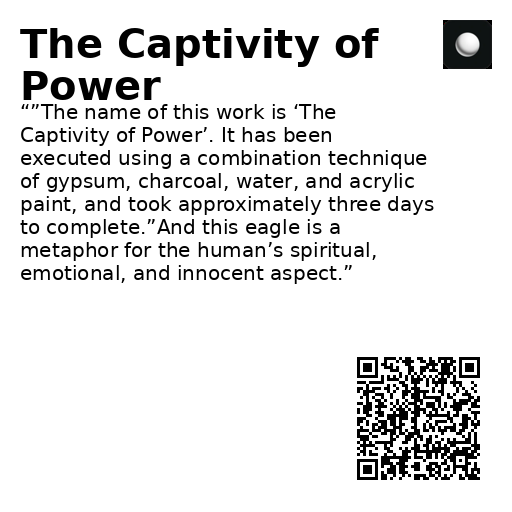 The Captivity of
Power
“”The name of this work is ‘The
Captivity of Power’. It has been
executed using a combination technique
of gypsum, charcoal, water, and acrylic
paint, and took approximately three days
to complete.”And this eagle is a
metaphor for the human’s spiritual,
emotional, and innocent aspect.”